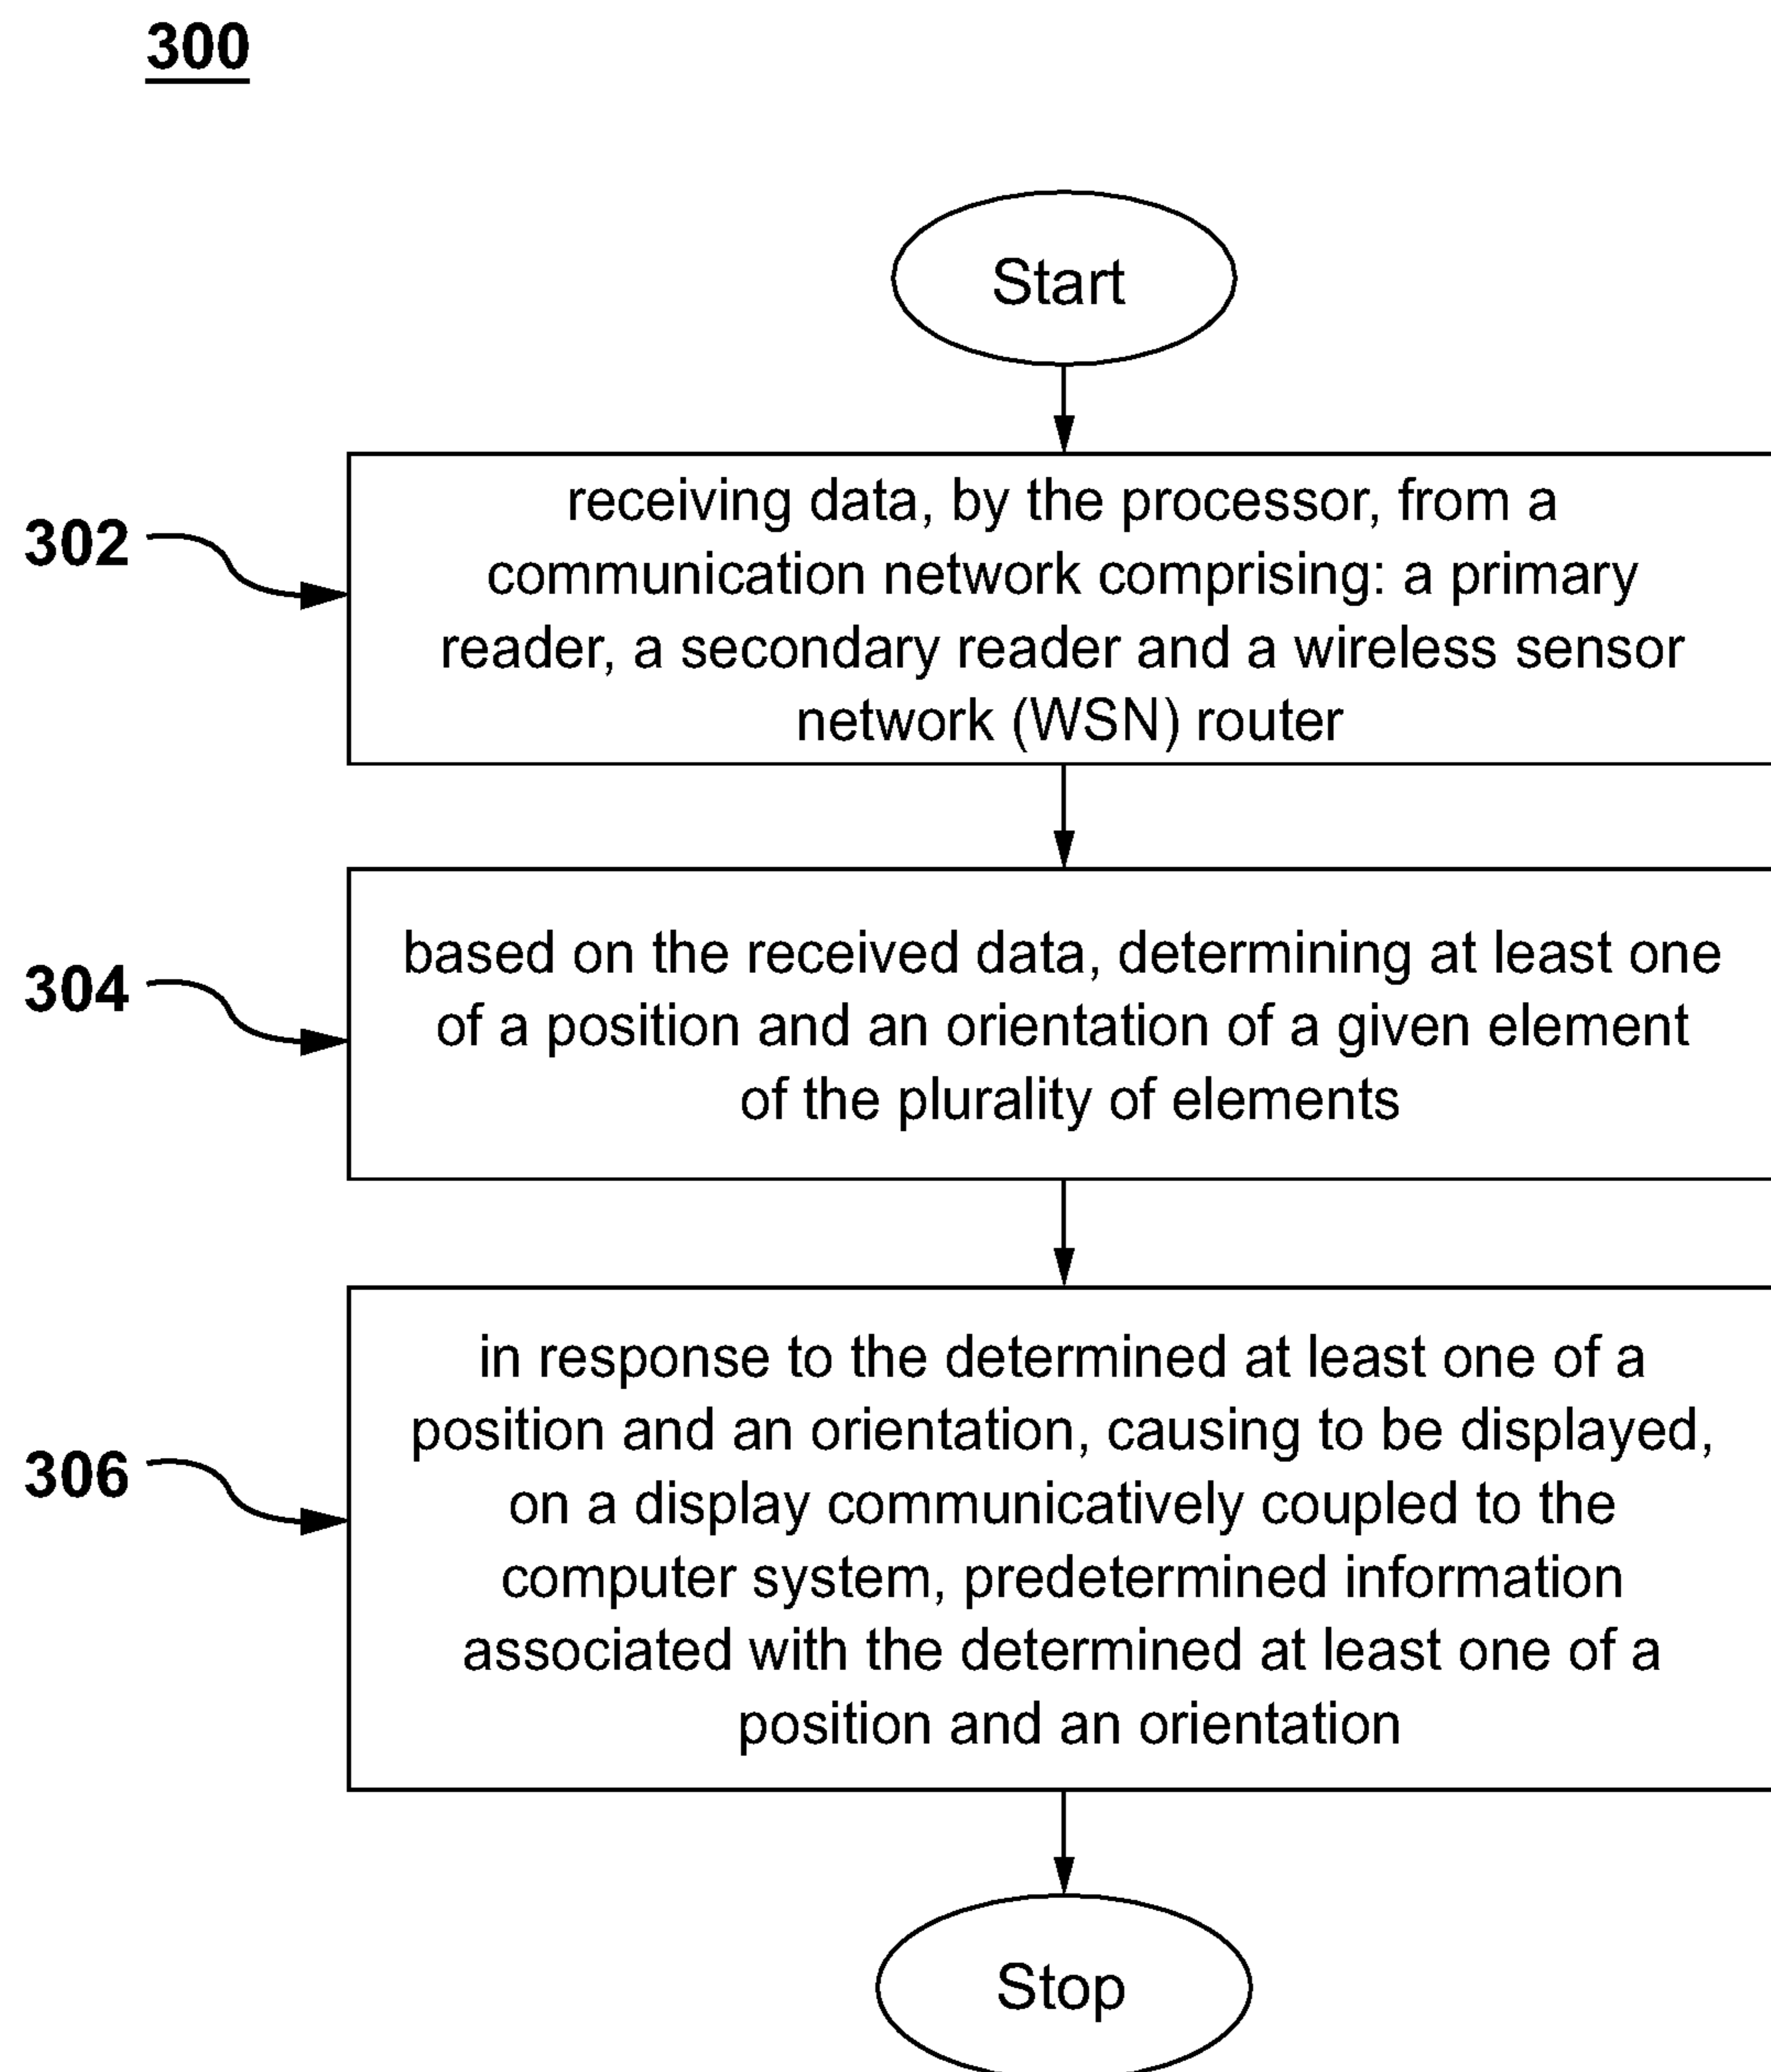 300
Start
302
receiving data, by the processor, from a
communication network comprising: a primary
reader, a secondary reader and a wireless sensor
network (WSN) router
304
based on the received data, determining at least one
of a position and an orientation of a given element
of the plurality of elements
306
in response to the determined at least one of a
position and an orientation, causing to be displayed,
on a display communicatively coupled to the
computer system, predetermined information
associated with the determined at least one of a
position and an orientation
Stop